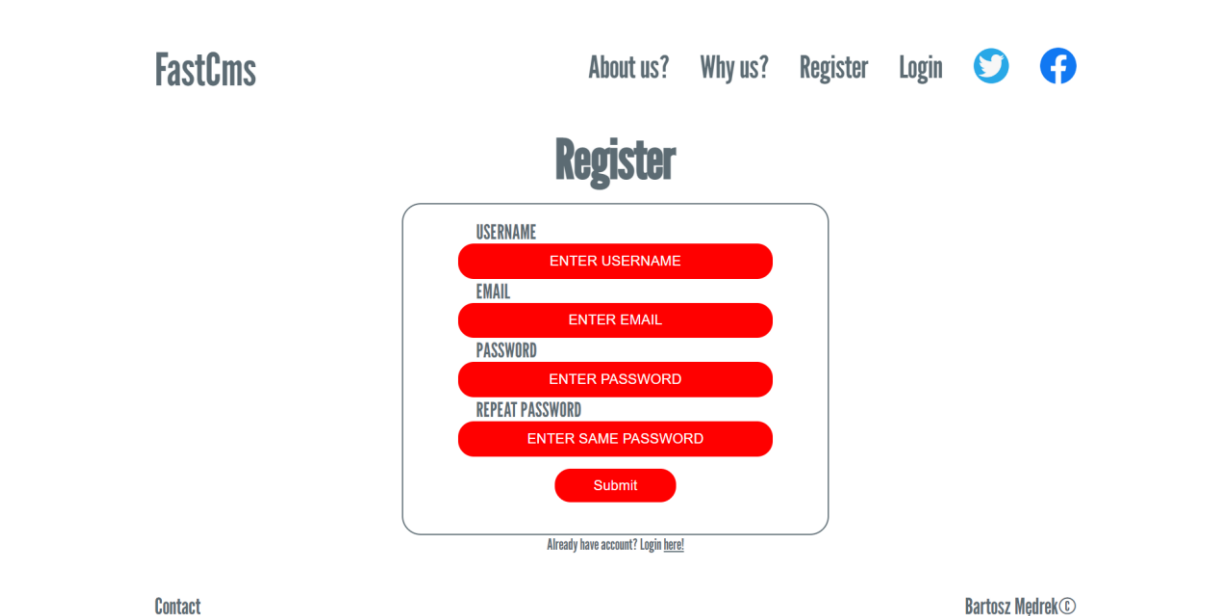 FastCms
About us? Why us? Register Login
Register
USERNAME
ENTER USERNAME
EMAIL
ENTER EMAIL
PASSWORD
ENTER PASSWORD
REPEAT PASSWORD
ENTER SAME PASSWORD
Submit
Already have account? Login here!
Contact Bartosz Mędrek©